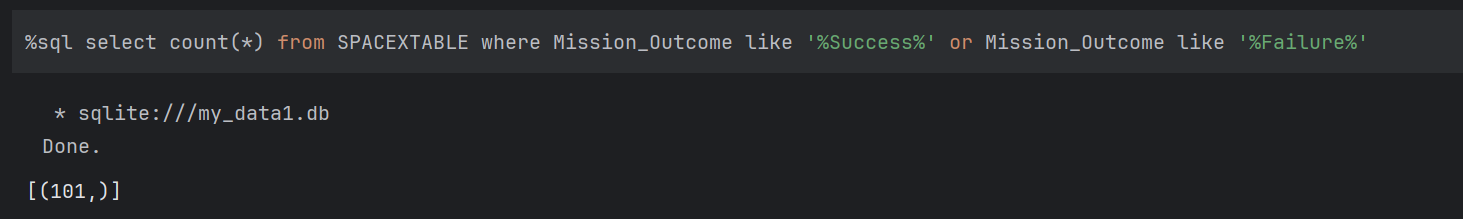 %sql select count(*) from SPACEXTABLE where Mission_Outcome like '%Success%' or Mission_Outcome like '%Failure%'
* sqlite:///my_data1.db
Done.
[(101,)]